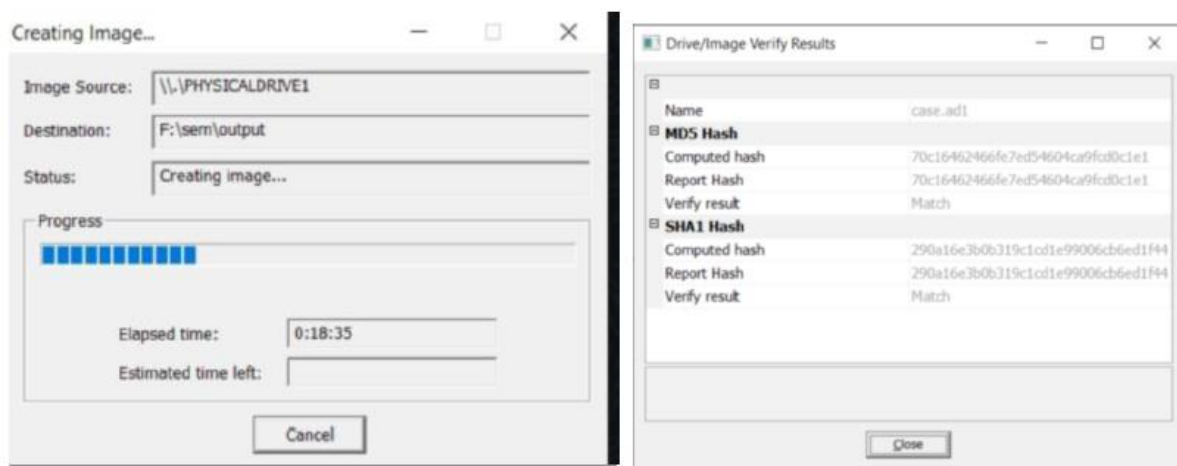 Creating Image...
Image Source: \\.\PHYSICALDRIVE1
Destination: F:\sem\output
Status: Creating image...
Progress
Elapsed time: 0:18:35
Estimated time left:
Cancel
Drive/Image Verify Results
Name case.ad1
MD5 Hash
Computed hash 70c16462466fe7ed54604ca9fcd0c1e1
Report Hash 70c16462466fe7ed54604ca9fcd0c1e1
Verify result Match
SHA1 Hash
Computed hash 290a16e3b0b319c1cd1e99006cb6ed1f44
Report Hash 290a16e3b0b319c1cd1e99006cb6ed1f44
Verify result Match
Close